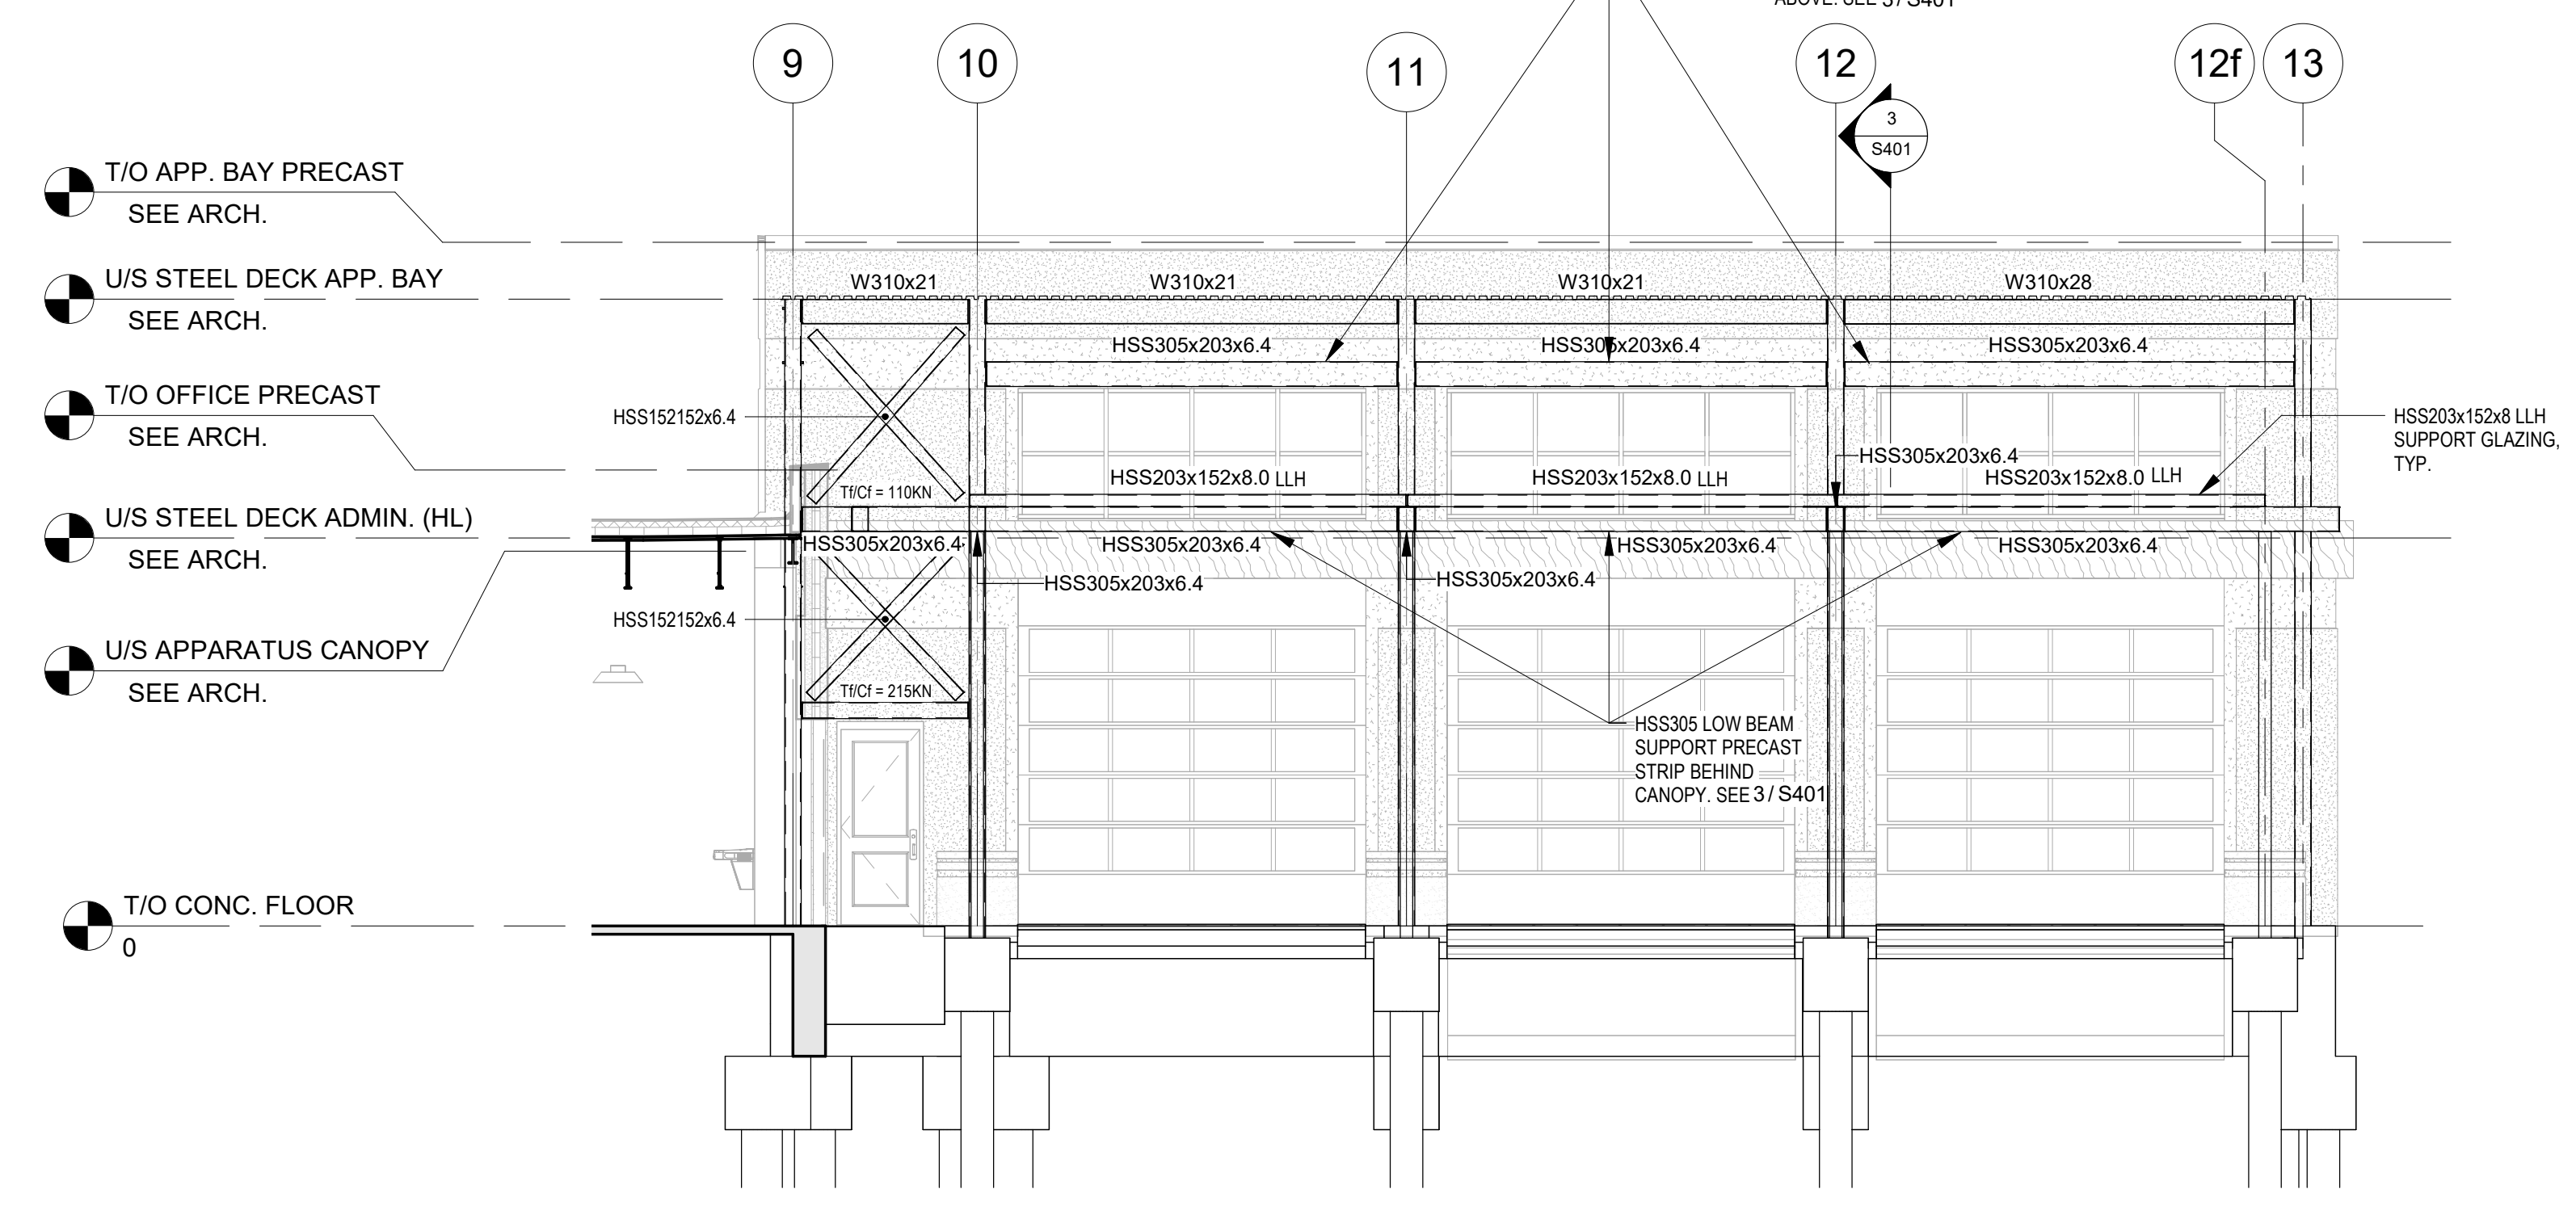 ABOVE. SEE 3 / S401
9
10
11
12
12f
13
3
S401
T/O APP. BAY PRECAST
SEE ARCH.
U/S STEEL DECK APP. BAY
SEE ARCH.
W310x21
W310x21
W310x21
W310x28
HSS305x203x6.4
HSS305x203x6.4
HSS305x203x6.4
T/O OFFICE PRECAST
SEE ARCH.
HSS152152x6.4
HSS203x152x8 LLH
SUPPORT GLAZING,
TYP.
HSS305x203x6.4
HSS203x152x8.0 LLH
HSS203x152x8.0 LLH
HSS203x152x8.0 LLH
Tf/Cf = 110KN
U/S STEEL DECK ADMIN. (HL)
SEE ARCH.
HSS305x203x6.4
HSS305x203x6.4
HSS305x203x6.4
HSS305x203x6.4
HSS305x203x6.4
HSS305x203x6.4
HSS152152x6.4
U/S APPARATUS CANOPY
SEE ARCH.
Tf/Cf = 215KN
HSS305 LOW BEAM
SUPPORT PRECAST
STRIP BEHIND
CANOPY. SEE 3 / S401
T/O CONC. FLOOR
0